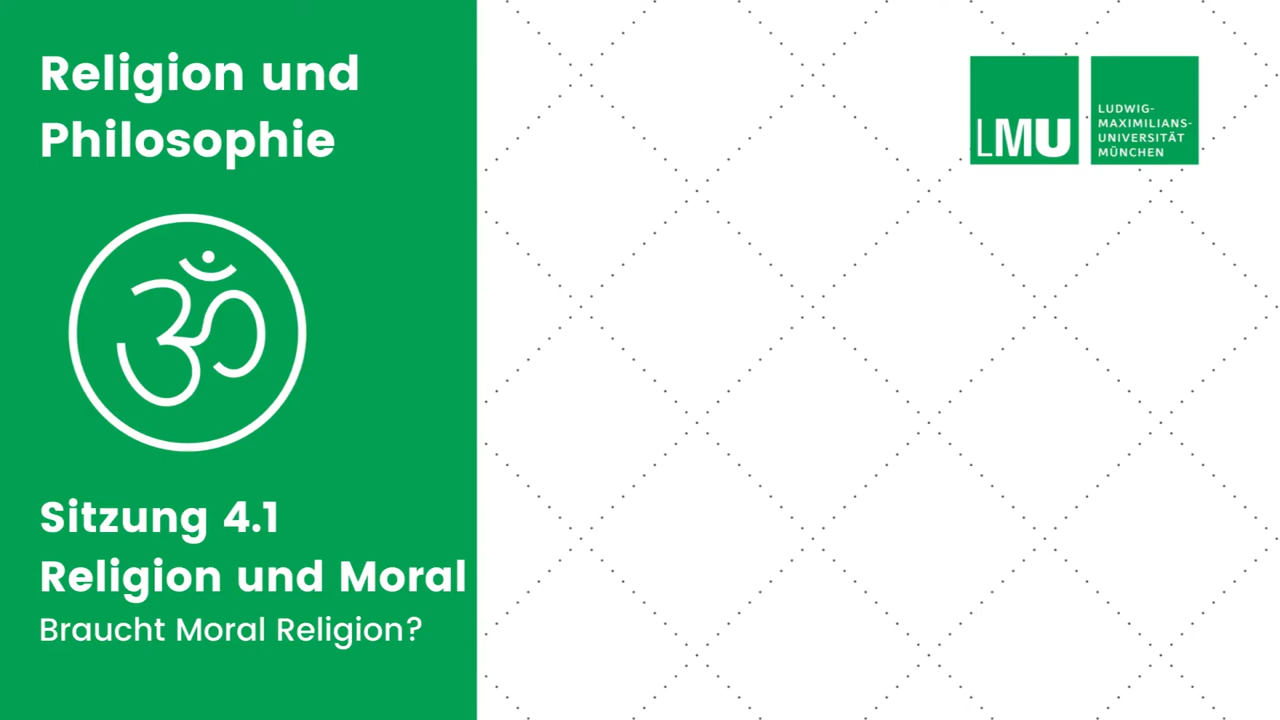 Religion und
Philosophie
ॐ
Sitzung 4.1
Religion und Moral
Braucht Moral Religion?
LMU
LUDWIG-
MAXIMILIANS-
UNIVERSITÄT
MÜNCHEN